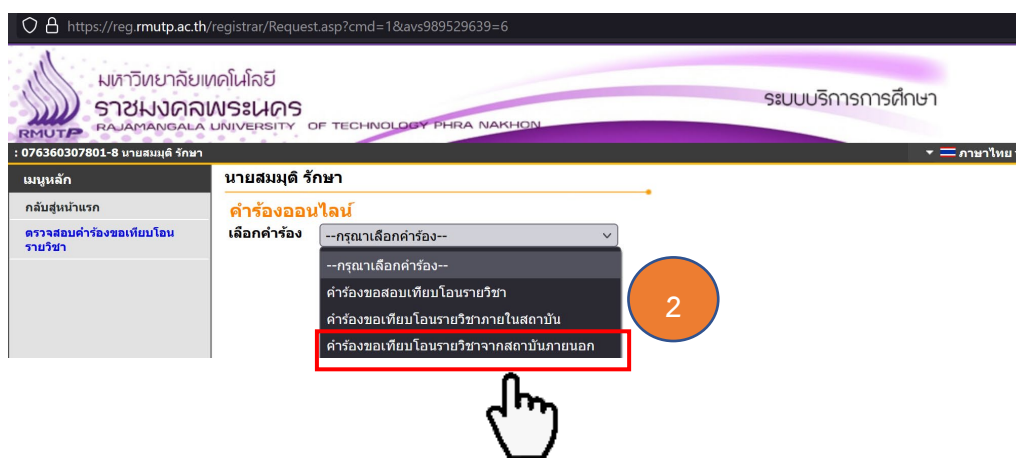 https://reg.rmutp.ac.th/registrar/Request.asp?cmd=1&avs989529639=6
มหาวิทยาลัยเทคโนโลยี
ราชมงคลพระนคร
RAJAMANGALA UNIVERSITY OF TECHNOLOGY PHRA NAKHON
RMUTP
ระบบบริการการศึกษา
: 076360307801-8 นายสมมุติ รักษา
ภาษาไทย
เมนูหลัก
กลับสู่หน้าแรก
ตรวจสอบคำร้องขอเทียบโอน
รายวิชา
นายสมมุติ รักษา
คำร้องออนไลน์
เลือกคำร้อง --กรุณาเลือกคำร้อง--
--กรุณาเลือกคำร้อง--
คำร้องขอสอบเทียบโอนรายวิชา
คำร้องขอเทียบโอนรายวิชาภายในสถาบัน
คำร้องขอเทียบโอนรายวิชาจากสถาบันภายนอก
2